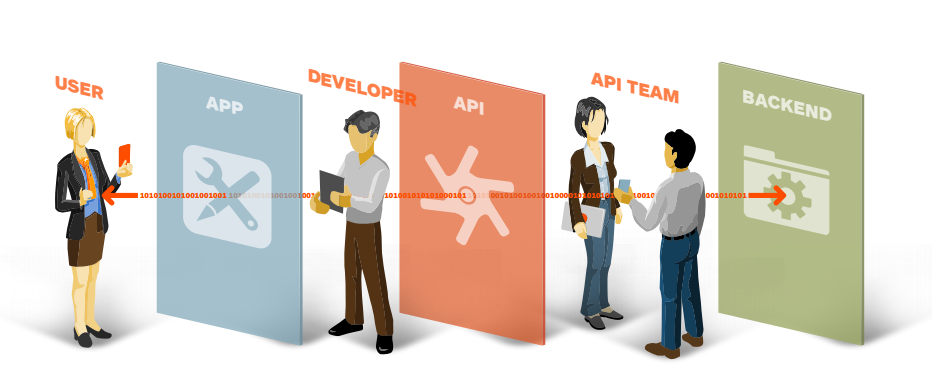 USER
APP
DEVELOPER
API
API TEAM
BACKEND